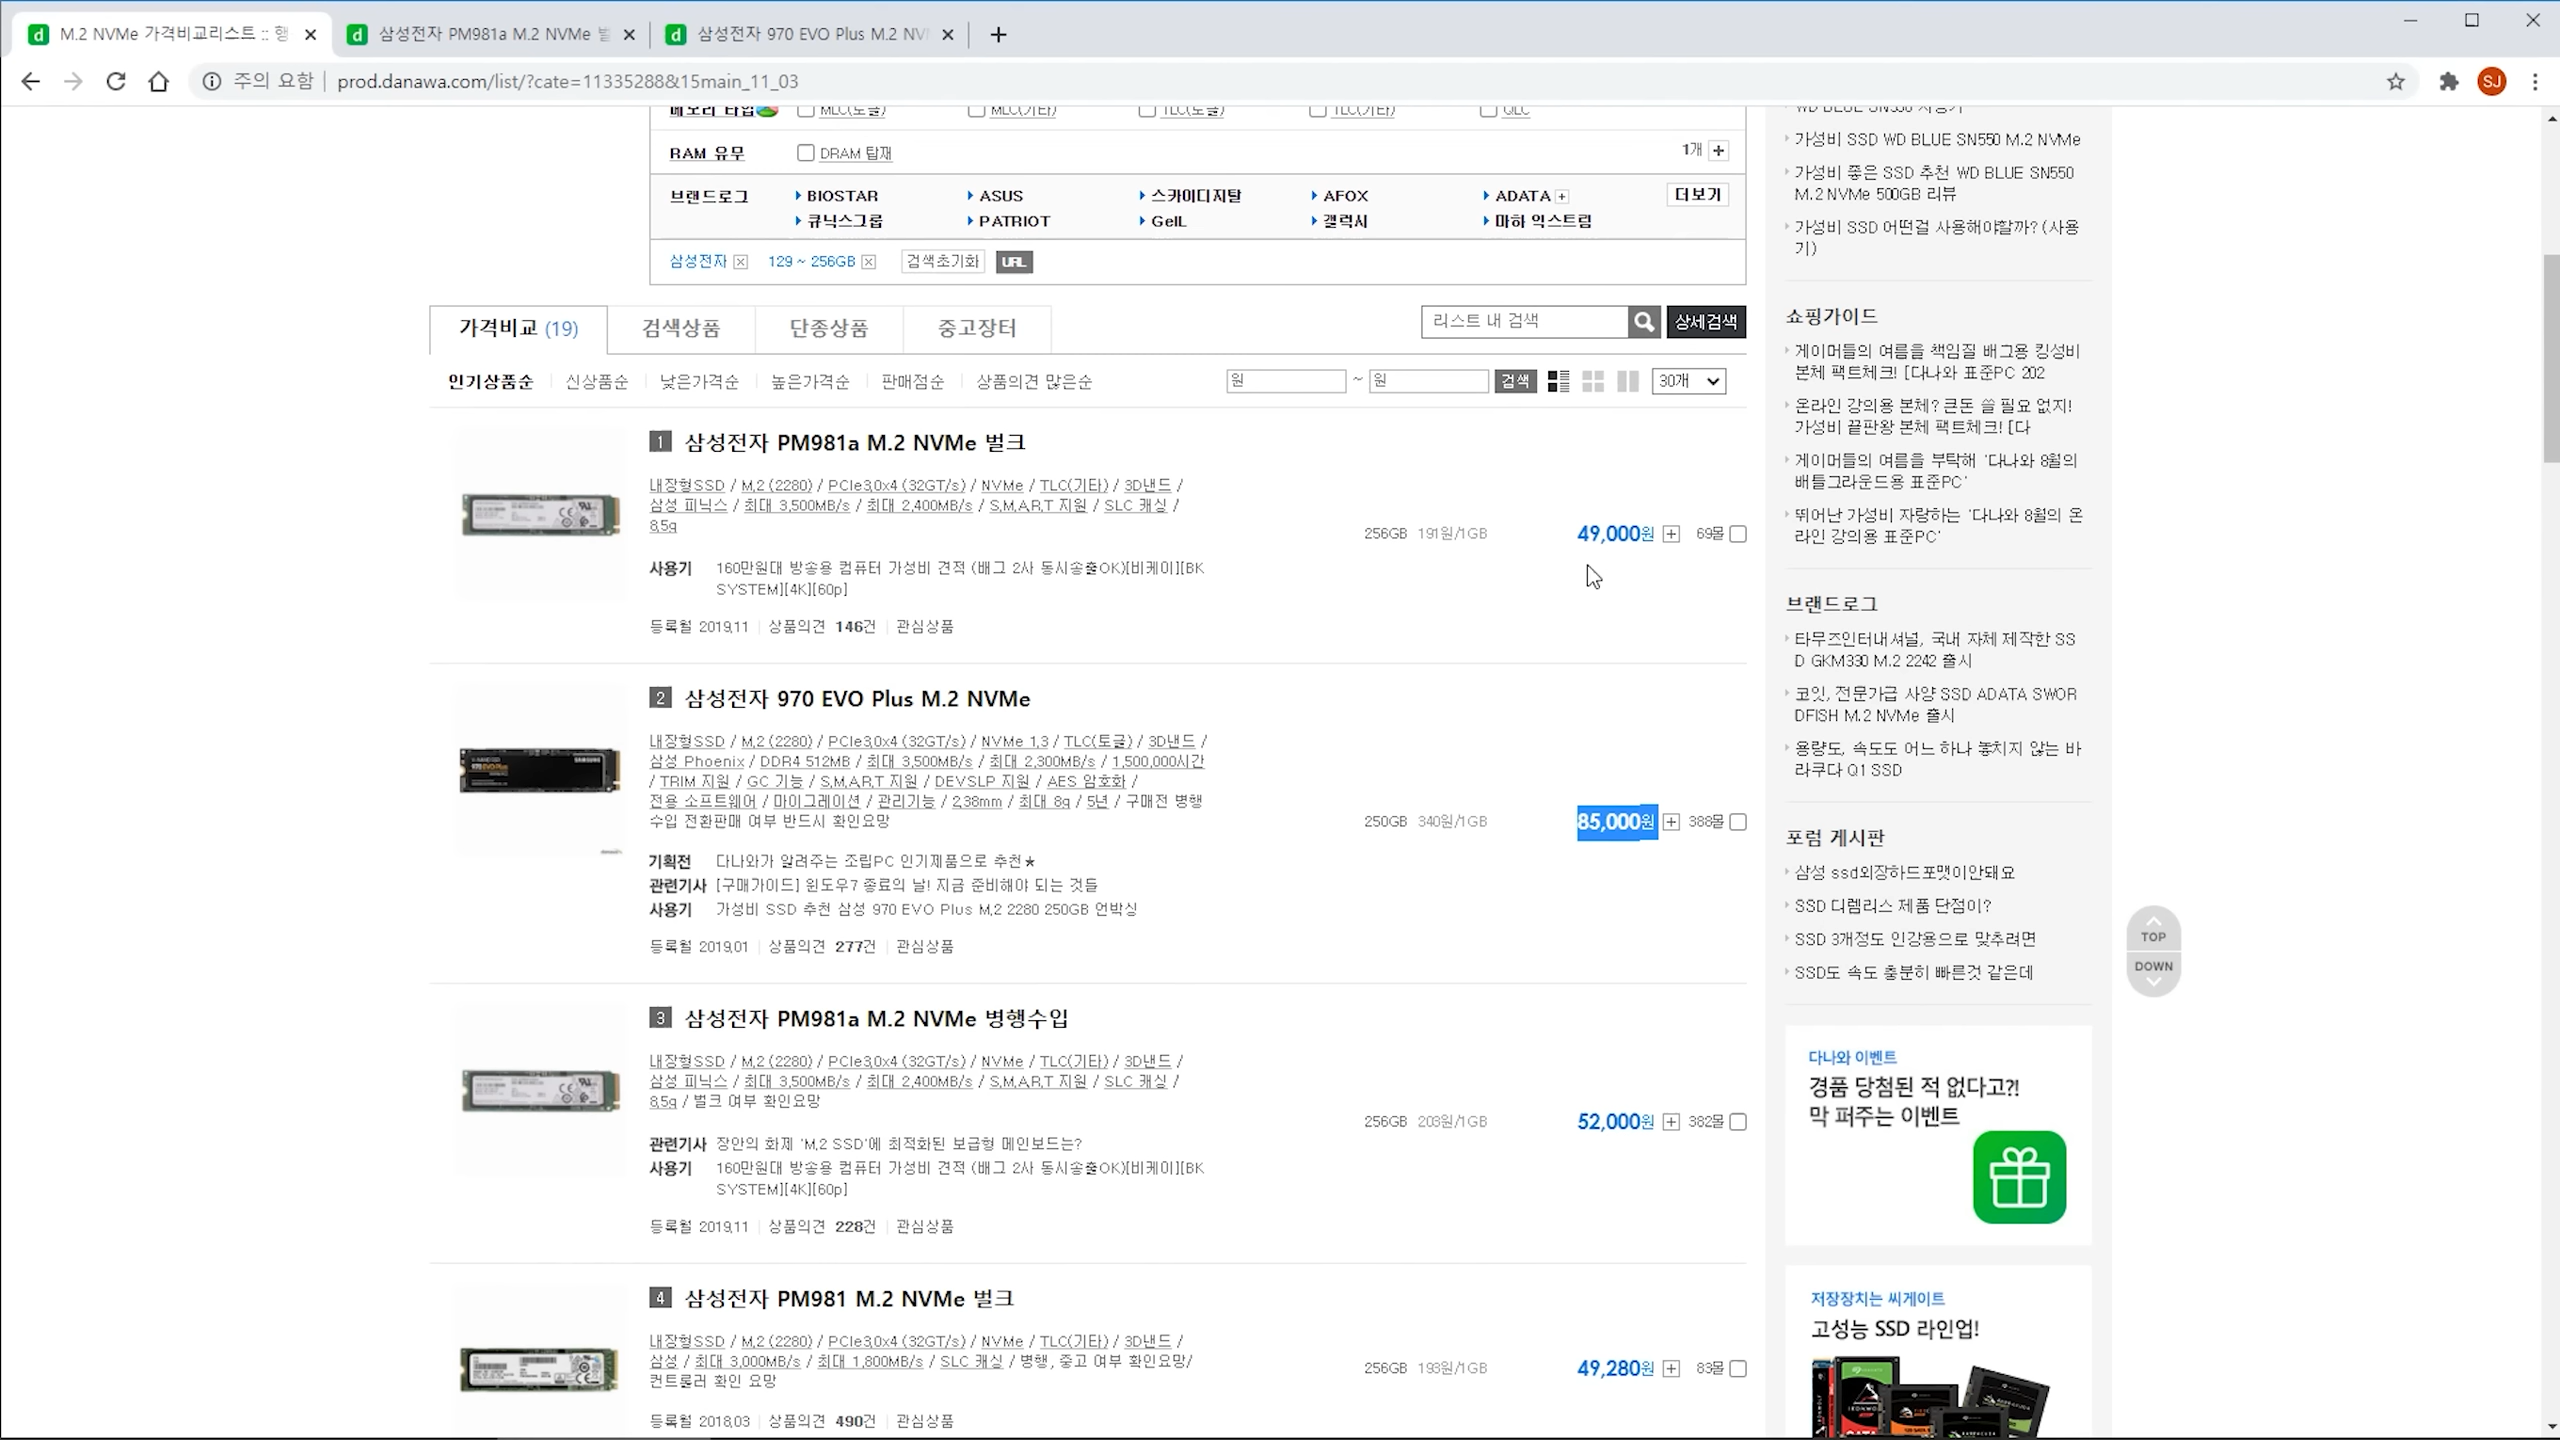 M.2 NVMe 가격비교리스트 :: 행
삼성전자 PM981a M.2 NVMe 벌
삼성전자 970 EVO Plus M.2 NV
주의 요함 | prod.danawa.com/list/?cate=11335288&15main_11_03
SJ
메모리 타입 MLC(토글) MLC(기타) TLC(토글) TLC(기타) QLC
RAM 유무 DRAM 탑재 1개 +
브랜드로그 BIOSTAR ASUS 스카이디지탈 AFOX ADATA + 더보기
큐닉스그룹 PATRIOT GeIL 갤럭시 마하 익스트림
삼성전자 129 ~ 256GB 검색초기화 URL
가격비교 (19) 검색상품 단종상품 중고장터 리스트 내 검색 상세검색
인기상품순 신상품순 낮은가격순 높은가격순 판매점순 상품의견 많은순 원 ~ 원 검색 30개
1 삼성전자 PM981a M.2 NVMe 벌크
내장형SSD / M.2 (2280) / PCIe3.0x4 (32GT/s) / NVMe / TLC(기타) / 3D낸드 /
삼성 피닉스 / 최대 3,500MB/s / 최대 2,400MB/s / S.M.A.R.T 지원 / SLC 캐싱 /
8.5g
256GB 191원/1GB 49,000원 + 69몰
사용기 160만원대 방송용 컴퓨터 가성비 견적 (배그 2사 동시송출OK)[비케이][BK
SYSTEM][4K][60p]
등록월 2019.11 상품의견 146건 관심상품
2 삼성전자 970 EVO Plus M.2 NVMe
내장형SSD / M.2 (2280) / PCIe3.0x4 (32GT/s) / NVMe 1.3 / TLC(토글) / 3D낸드 /
삼성 Phoenix / DDR4 512MB / 최대 3,500MB/s / 최대 2,300MB/s / 1,500,000시간
/ TRIM 지원 / GC 기능 / S.M.A.R.T 지원 / DEVSLP 지원 / AES 암호화 /
전용 소프트웨어 / 마이그레이션 / 관리기능 / 2.38mm / 최대 8g / 5년 / 구매전 병행
수입 전환판매 여부 반드시 확인요망
250GB 340원/1GB 85,000원 + 388몰
기획전 다나와가 알려주는 조립PC 인기제품으로 추천★
관련기사 [구매가이드] 윈도우7 종료의 날! 지금 준비해야 되는 것들
사용기 가성비 SSD 추천 삼성 970 EVO Plus M.2 2280 250GB 언박싱
등록월 2019.01 상품의견 277건 관심상품
3 삼성전자 PM981a M.2 NVMe 병행수입
내장형SSD / M.2 (2280) / PCIe3.0x4 (32GT/s) / NVMe / TLC(기타) / 3D낸드 /
삼성 피닉스 / 최대 3,500MB/s / 최대 2,400MB/s / S.M.A.R.T 지원 / SLC 캐싱 /
8.5g / 벌크 여부 확인요망
256GB 203원/1GB 52,000원 + 382몰
관련기사 장안의 화제 'M.2 SSD'에 최적화된 보급형 메인보드는?
사용기 160만원대 방송용 컴퓨터 가성비 견적 (배그 2사 동시송출OK)[비케이][BK
SYSTEM][4K][60p]
등록월 2019.11 상품의견 228건 관심상품
4 삼성전자 PM981 M.2 NVMe 벌크
내장형SSD / M.2 (2280) / PCIe3.0x4 (32GT/s) / NVMe / TLC(기타) / 3D낸드 /
삼성 / 최대 3,000MB/s / 최대 1,800MB/s / SLC 캐싱 / 병행, 중고 여부 확인요망/
컨트롤러 확인 요망
256GB 193원/1GB 49,280원 + 83몰
등록월 2018.03 상품의견 490건 관심상품
WD BLUE SN550 사용기
가성비 SSD WD BLUE SN550 M.2 NVMe
가성비 좋은 SSD 추천 WD BLUE SN550
M.2 NVMe 500GB 리뷰
가성비 SSD 어떤걸 사용해야할까? (사용
기)
쇼핑가이드
게이머들의 여름을 책임질 배그용 킹성비
본체 팩트체크! [다나와 표준PC 202
온라인 강의용 본체? 큰돈 쓸 필요 없지!
가성비 끝판왕 본체 팩트체크! [다
게이머들의 여름을 부탁해 '다나와 8월의
배틀그라운드용 표준PC'
뛰어난 가성비 자랑하는 '다나와 8월의 온
라인 강의용 표준PC'
브랜드로그
타무즈인터내셔널, 국내 자체 제작한 SS
D GKM330 M.2 2242 출시
코잇, 전문가급 사양 SSD ADATA SWOR
DFISH M.2 NVMe 출시
용량도, 속도도 어느 하나 놓치지 않는 바
라쿠다 Q1 SSD
포럼 게시판
삼성 ssd외장하드포맷이안돼요
SSD 디렘리스 제품 단점이?
SSD 3개정도 인강용으로 맞추려면
SSD도 속도 충분히 빠른것 같은데
TOP
DOWN
다나와 이벤트
경품 당첨된 적 없다고?!
막 퍼주는 이벤트
저장장치는 씨게이트
고성능 SSD 라인업!